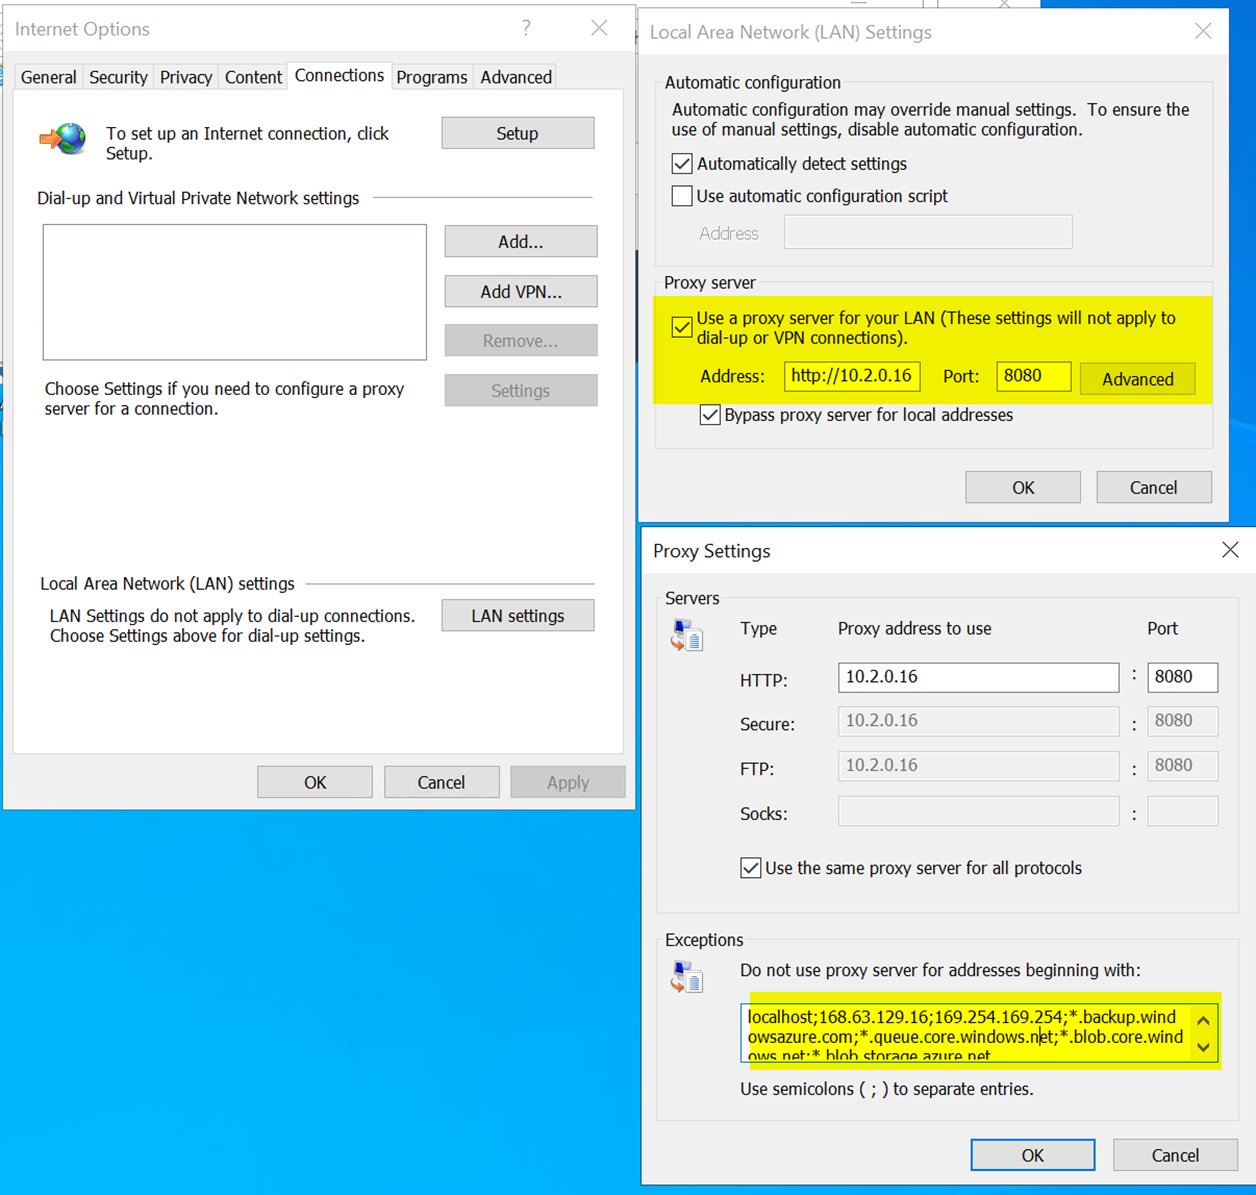 Internet Options
?
General Security Privacy Content Connections Programs Advanced
To set up an Internet connection, click
Setup.
Setup
Dial-up and Virtual Private Network settings
Add...
Add VPN...
Remove...
Choose Settings if you need to configure a proxy
server for a connection.
Settings
Local Area Network (LAN) settings
LAN Settings do not apply to dial-up connections.
Choose Settings above for dial-up settings.
LAN settings
OK Cancel Apply
Local Area Network (LAN) Settings
Automatic configuration
Automatic configuration may override manual settings. To ensure the
use of manual settings, disable automatic configuration.
Automatically detect settings
Use automatic configuration script
Address
Proxy server
Use a proxy server for your LAN (These settings will not apply to
dial-up or VPN connections).
Address: http://10.2.0.16 Port: 8080 Advanced
Bypass proxy server for local addresses
OK Cancel
Proxy Settings
Servers
Type Proxy address to use Port
HTTP: 10.2.0.16 : 8080
Secure: 10.2.0.16 : 8080
FTP: 10.2.0.16 : 8080
Socks: :
Use the same proxy server for all protocols
Exceptions
Do not use proxy server for addresses beginning with:
localhost;168.63.129.16;169.254.169.254;*.backup.wind
owsazure.com;*.queue.core.windows.net;*.blob.core.wind
ows.net;*.blob.storage.azure.net
Use semicolons ( ; ) to separate entries.
OK Cancel